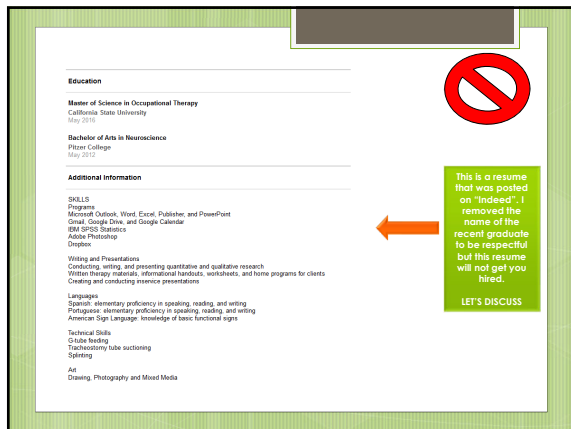 Education
Master of Science in Occupational Therapy
California State University
May 2016
Bachelor of Arts in Neuroscience
Pitzer College
May 2012
Additional Information
SKILLS
Programs
Microsoft Outlook, Word, Excel, Publisher, and PowerPoint
Gmail, Google Drive, and Google Calendar
IBM SPSS Statistics
Adobe Photoshop
Dropbox
Writing and Presentations
Conducting, writing, and presenting quantitative and qualitative research
Written therapy materials, informational handouts, worksheets, and home programs for clients
Creating and conducting inservice presentations
Languages
Spanish: elementary proficiency in speaking, reading, and writing
Portuguese: elementary proficiency in speaking, reading, and writing
American Sign Language: knowledge of basic functional signs
Technical Skills
G-tube feeding
Tracheostomy tube suctioning
Splinting
Art
Drawing, Photography and Mixed Media
This is a resume
that was posted
on "Indeed". I
removed the
name of the
recent graduate
to be respectful
but this resume
will not get you
hired.
LET'S DISCUSS